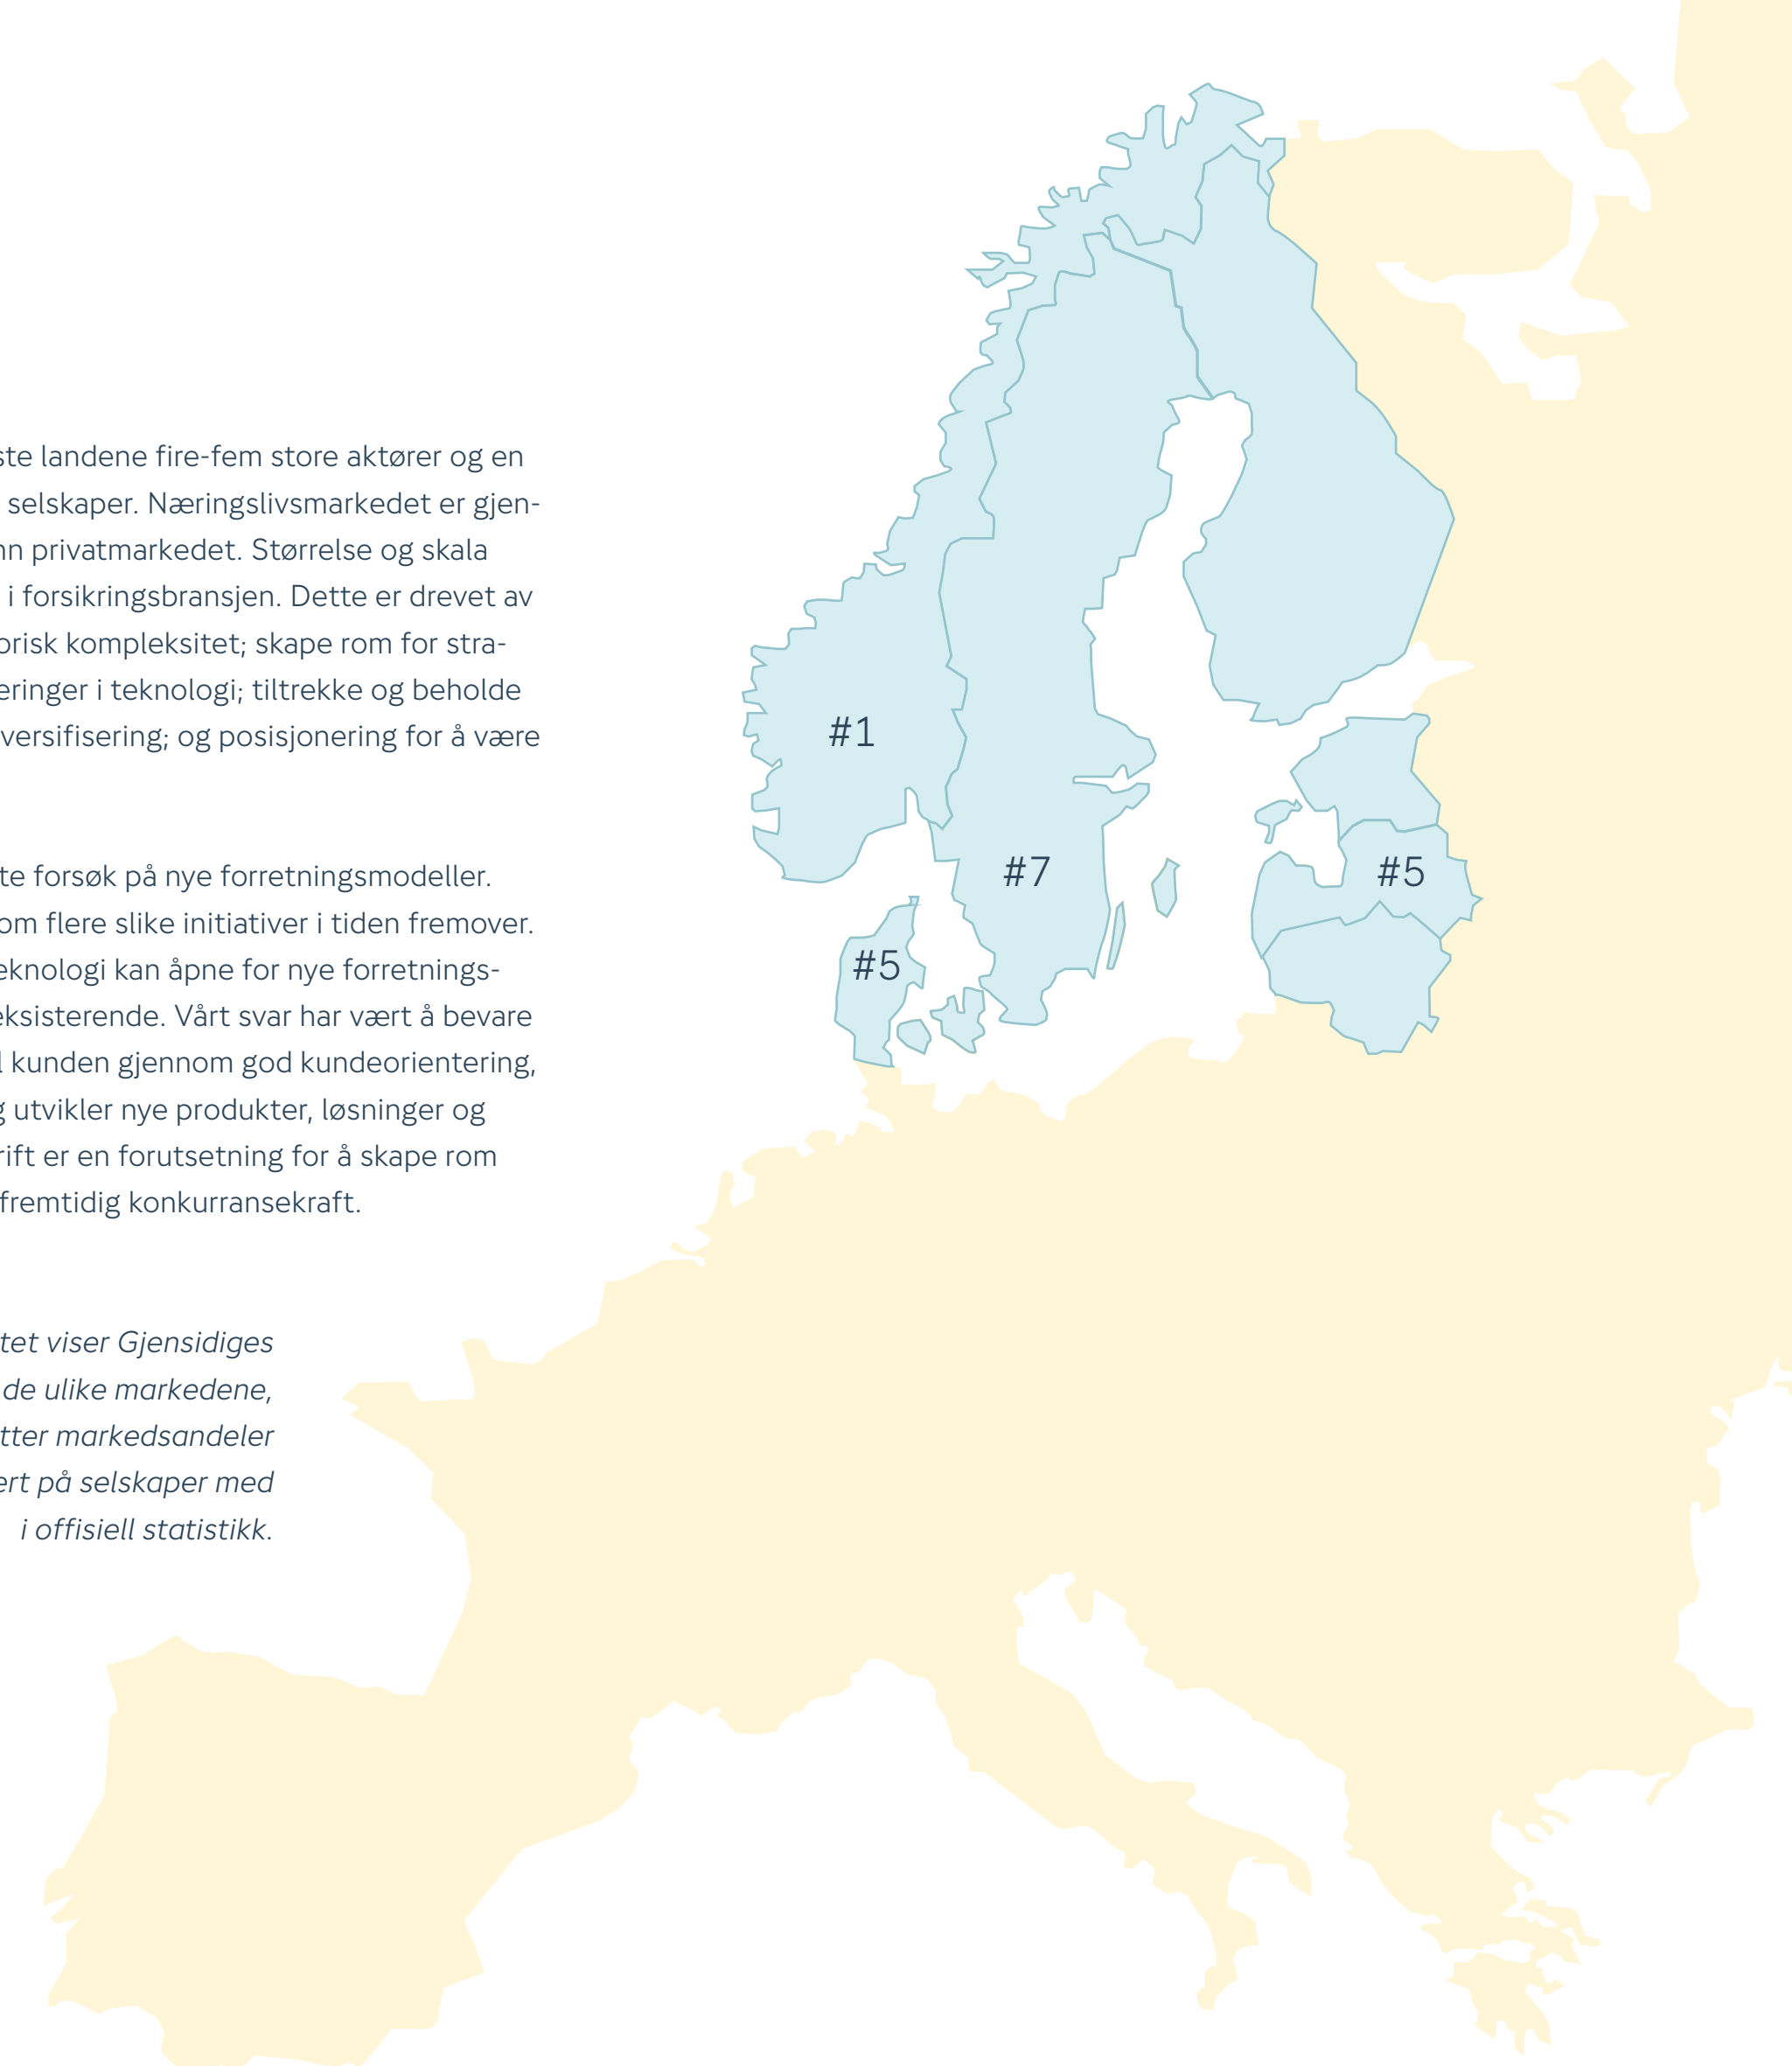 ste landene fire-fem store aktører og en
selskaper. Næringslivsmarkedet er gjen-
nn privatmarkedet. Størrelse og skala
i forsikringsbransjen. Dette er drevet av
orisk kompleksitet; skape rom for stra-
eringer i teknologi; tiltrekke og beholde
versifisering; og posisjonering for å være
te forsøk på nye forretningsmodeller.
om flere slike initiativer i tiden fremover.
eknologi kan åpne for nye forretnings-
eksisterende. Vårt svar har vært å bevare
l kunden gjennom god kundeorientering,
g utvikler nye produkter, løsninger og
rift er en forutsetning for å skape rom
fremtidig konkurransekraft.
tet viser Gjensidiges
de ulike markedene,
tter markedsandeler
ert på selskaper med
i offisiell statistikk.
#1
#7
#5
#5